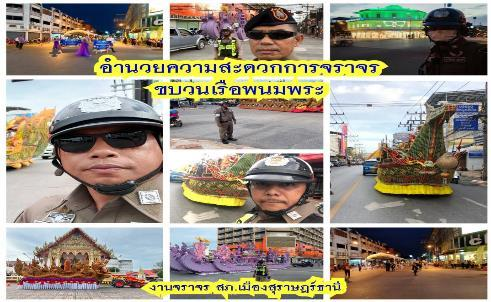 อำนวยความสะดวกการจราจร
ขบวนเรือพนมพระ
งานจราจร สภ.เมืองสุราษฎร์ธานี